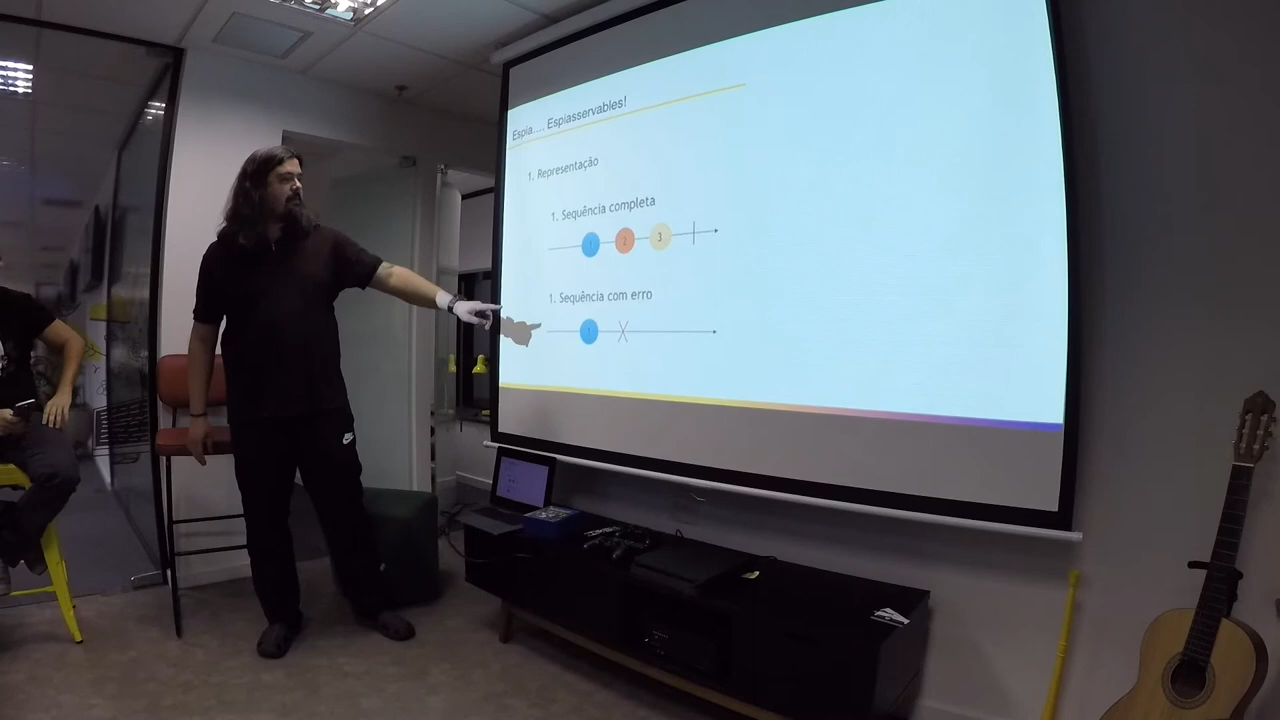 Espia.... Espiasservables!
1. Representação
1. Sequência completa
1 2 3
1. Sequência com erro
1